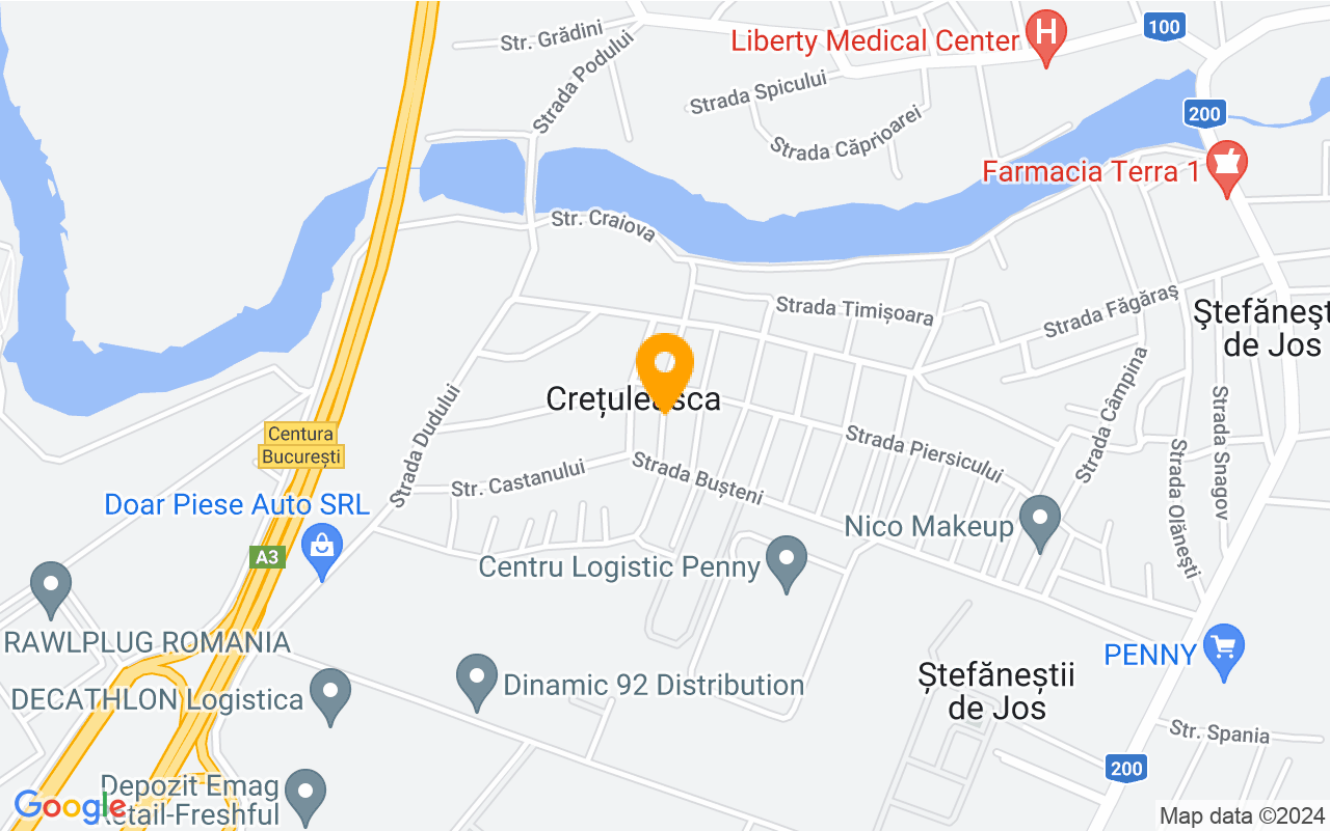 Str. Grădini
Strada Podului
Liberty Medical Center
H
100
Strada Spicului
Strada Căprioarei
200
Farmacia Terra 1
Str. Craiova
Strada Timișoara
Strada Făgăraș
Ștefănești
de Jos
Crețuleasca
Strada Dudului
Centura
București
Strada Câmpina
Strada Snagov
Strada Olănești
Strada Piersicului
Str. Castanului
Strada Bușteni
Doar Piese Auto SRL
A3
Nico Makeup
Centru Logistic Penny
RAWLPLUG ROMANIA
PENNY
DECATHLON Logistica
Dinamic 92 Distribution
Ștefăneștii
de Jos
Str. Spania
200
Depozit Emag
Retail-Freshful
Google
Map data ©2024